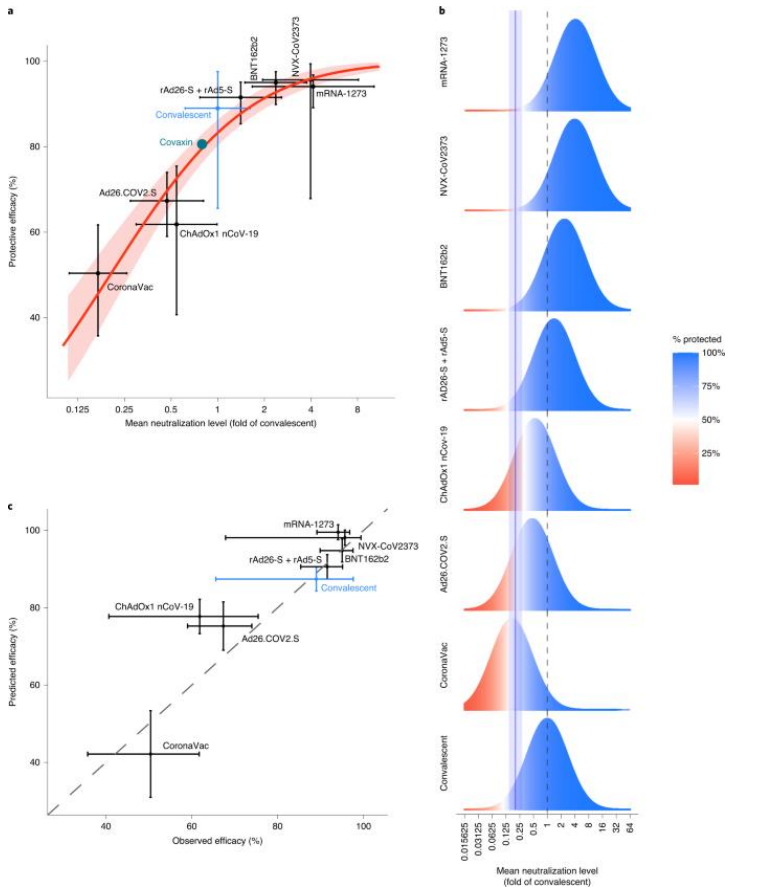 a
100
80
60
40
Protective efficacy (%)
0.125 0.25 0.5 1 2 4 8
Mean neutralization level (fold of convalescent)
BNT162b2
NVX-CoV2373
rAd26-S + rAd5-S
mRNA-1273
Convalescent
Covaxin
Ad26.COV2.S
ChAdOx1 nCoV-19
CoronaVac
b
mRNA-1273
NVX-CoV2373
BNT162b2
rAD26-S + rAd5-S
ChAdOx1 nCov-19
Ad26.COV2.S
CoronaVac
Convalescent
0.015625 0.03125 0.0625 0.125 0.25 0.5 1 2 4 8 16 32 64
Mean neutralization level
(fold of convalescent)
% protected
100%
75%
50%
25%
c
100
80
60
40
Predicted efficacy (%)
mRNA-1273
NVX-CoV2373
BNT162b2
rAd26-S + rAd5-S
Convalescent
ChAdOx1 nCoV-19
Ad26.COV2.S
CoronaVac
40 60 80 100
Observed efficacy (%)